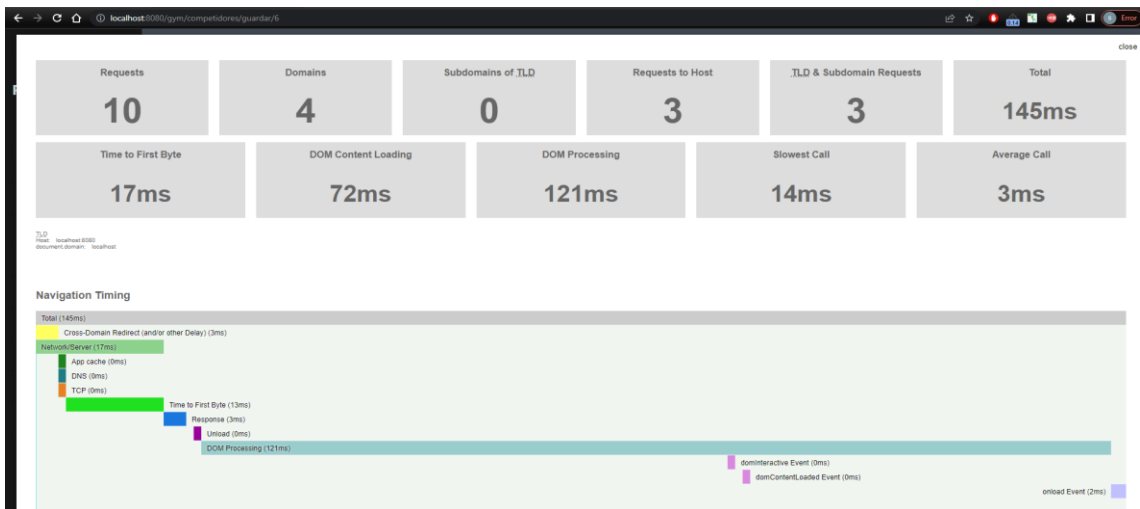 localhost:8080/gym/competidores/guardar/6
Error
close
Requests
10
Domains
4
Subdomains of TLD
0
Requests to Host
3
TLD & Subdomain Requests
3
Total
145ms
Time to First Byte
17ms
DOM Content Loading
72ms
DOM Processing
121ms
Slowest Call
14ms
Average Call
3ms
TLD
Host: localhost:8080
document.domain: localhost
Navigation Timing
Total (145ms)
Cross-Domain Redirect (and/or other Delay) (3ms)
Network/Server (17ms)
App cache (0ms)
DNS (0ms)
TCP (0ms)
Time to First Byte (13ms)
Response (3ms)
Unload (0ms)
DOM Processing (121ms)
domInteractive Event (0ms)
domContentLoaded Event (0ms)
onload Event (2ms)